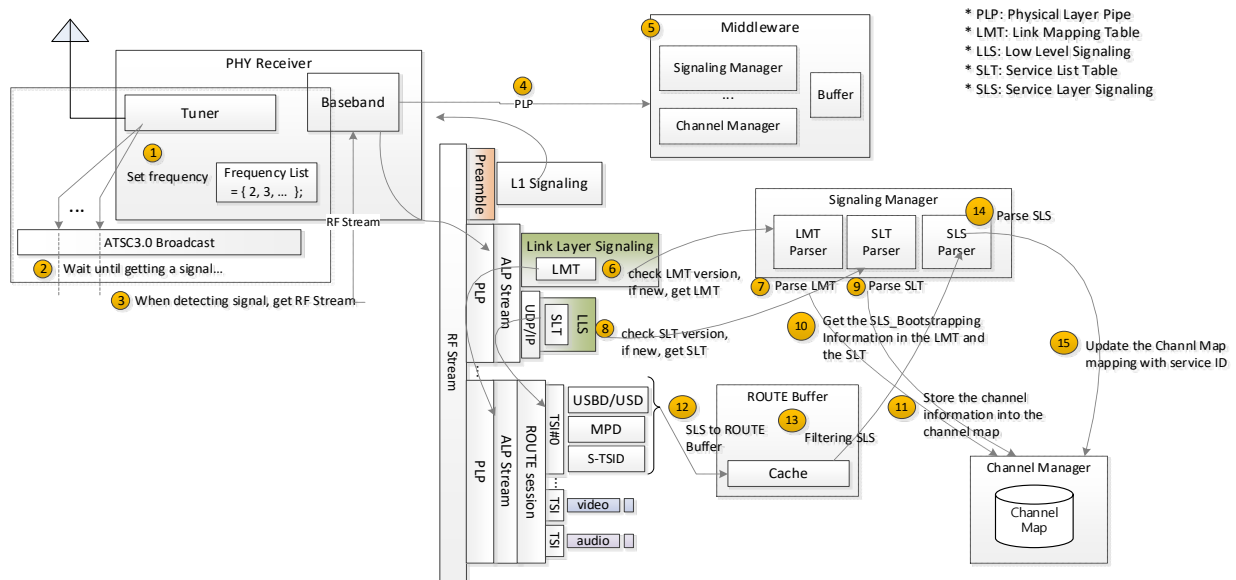 * PLP: Physical Layer Pipe
* LMT: Link Mapping Table
* LLS: Low Level Signaling
* SLT: Service List Table
* SLS: Service Layer Signaling
5
Middleware
Signaling Manager
...
Channel Manager
Buffer
PHY Receiver
Tuner
Baseband
4
PLP
1
Set frequency
Frequency List
= { 2, 3, ... };
...
RF Stream
ATSC3.0 Broadcast
2
Wait until getting a signal...
3
When detecting signal, get RF Stream
RF Stream
Preamble
L1 Signaling
PLP
ALP Stream
Link Layer Signaling
LMT
6
check LMT version,
if new, get LMT
UDP/IP
SLT
LLS
8
check SLT version,
if new, get SLT
...
PLP
ALP Stream
ROUTE session
TSI#0
USBD/USD
MPD
S-TSID
...
TSI
video
TSI
audio
12
SLS to ROUTE
Buffer
ROUTE Buffer
13
Filtering SLS
Cache
Signaling Manager
LMT
Parser
SLT
Parser
SLS
Parser
14
Parse SLS
7
Parse LMT
9
Parse SLT
10
Get the SLS_Bootstrapping
Information in the LMT and
the SLT
15
Update the Channl Map
mapping with service ID
11
Store the channel
information into the
channel map
Channel Manager
Channel
Map